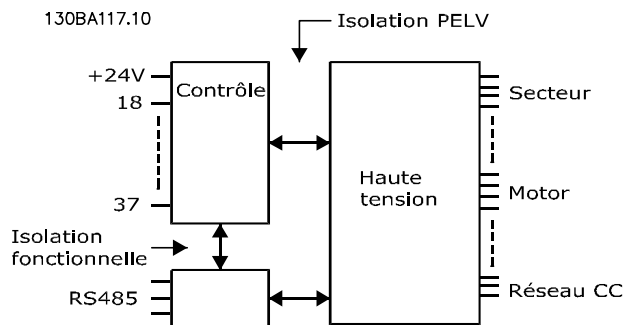 130BA117.10
Isolation PELV
+24V
Contrôle
18
37
Haute
tension
Secteur
Motor
Réseau CC
Isolation
fonctionnelle
RS485